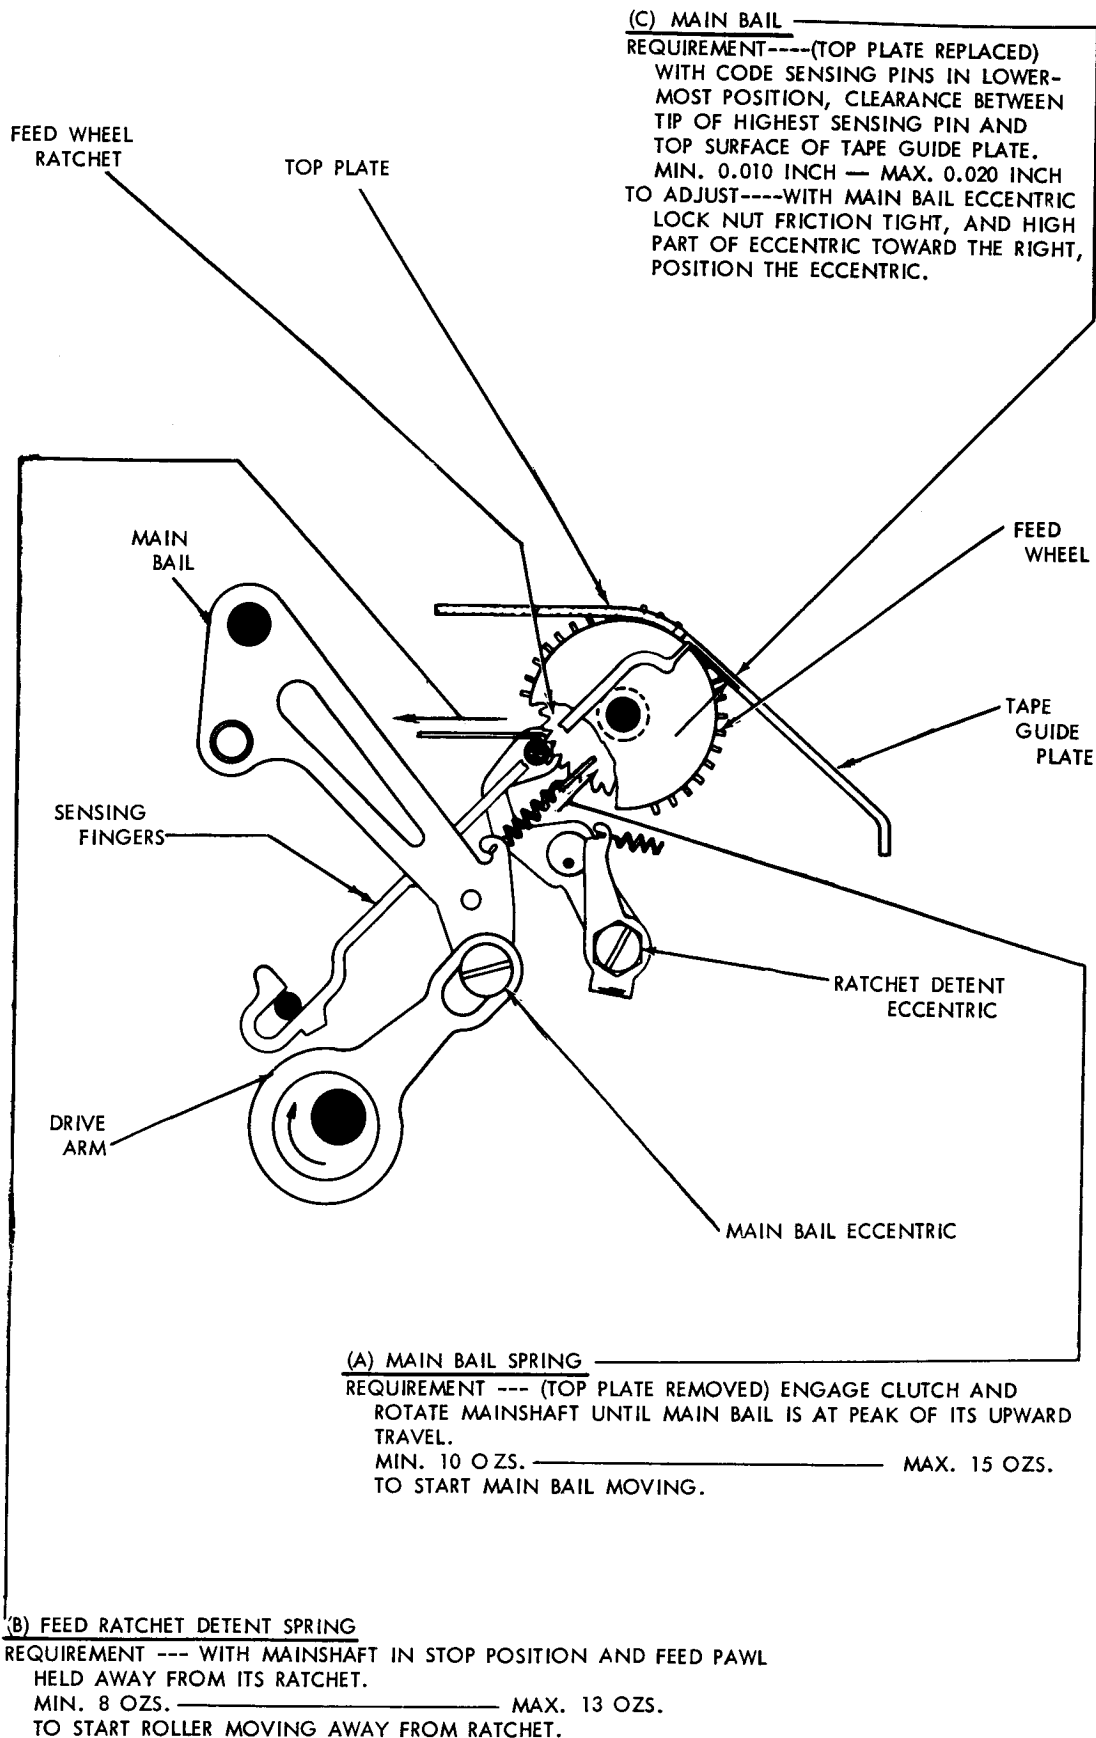 (C) MAIN BAIL
REQUIREMENT----(TOP PLATE REPLACED)
WITH CODE SENSING PINS IN LOWER-
MOST POSITION, CLEARANCE BETWEEN
TIP OF HIGHEST SENSING PIN AND
TOP SURFACE OF TAPE GUIDE PLATE.
MIN. 0.010 INCH — MAX. 0.020 INCH
TO ADJUST----WITH MAIN BAIL ECCENTRIC
LOCK NUT FRICTION TIGHT, AND HIGH
PART OF ECCENTRIC TOWARD THE RIGHT,
POSITION THE ECCENTRIC.
FEED WHEEL
RATCHET
TOP PLATE
MAIN
BAIL
FEED
WHEEL
TAPE
GUIDE
PLATE
SENSING
FINGERS
RATCHET DETENT
ECCENTRIC
DRIVE
ARM
MAIN BAIL ECCENTRIC
(A) MAIN BAIL SPRING
REQUIREMENT --- (TOP PLATE REMOVED) ENGAGE CLUTCH AND
ROTATE MAINSHAFT UNTIL MAIN BAIL IS AT PEAK OF ITS UPWARD
TRAVEL.
MIN. 10 OZS. ———— MAX. 15 OZS.
TO START MAIN BAIL MOVING.
(B) FEED RATCHET DETENT SPRING
REQUIREMENT --- WITH MAINSHAFT IN STOP POSITION AND FEED PAWL
HELD AWAY FROM ITS RATCHET.
MIN. 8 OZS. ———— MAX. 13 OZS.
TO START ROLLER MOVING AWAY FROM RATCHET.